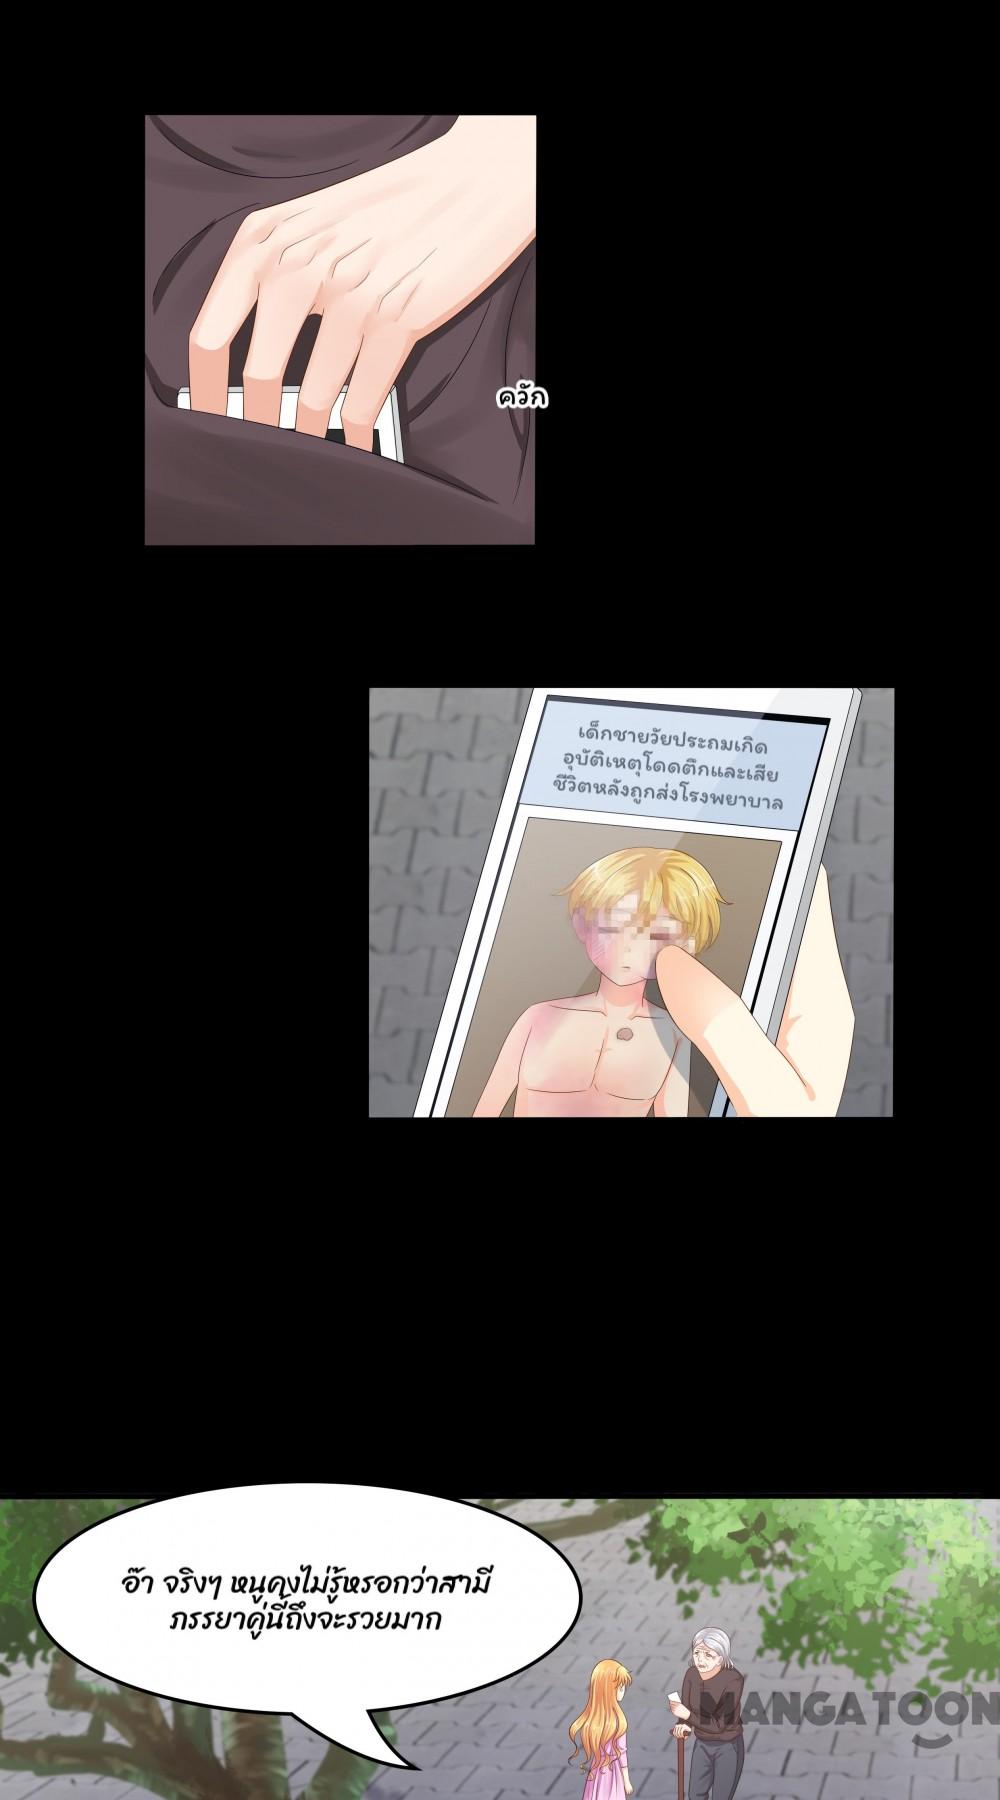 ควัก
เด็กชายวัยประถมเกิด
อุบัติเหตุโดดตึกและเสีย
ชีวิตหลังถูกส่งโรงพยาบาล
อ๊า จริงๆ หนูคงไม่รู้หรอกว่าสามี
ภรรยาคู่นี้ถึงจะรวยมาก
MANGATOON